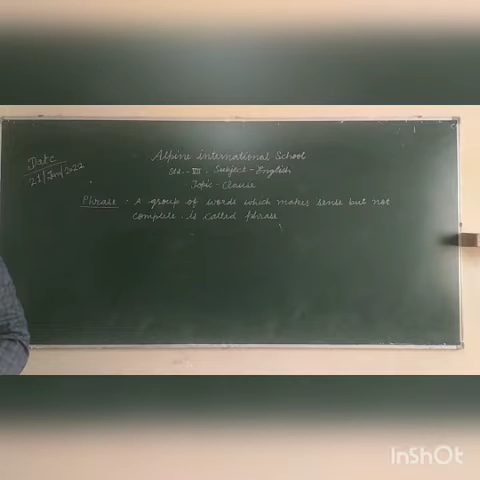 Date
21/Jan/2022
Alpine international School
Std. - VII. Subject - English
Topic - Clause
Phrase - A group of words which makes sense but not
complete. is called phrase
InShOt